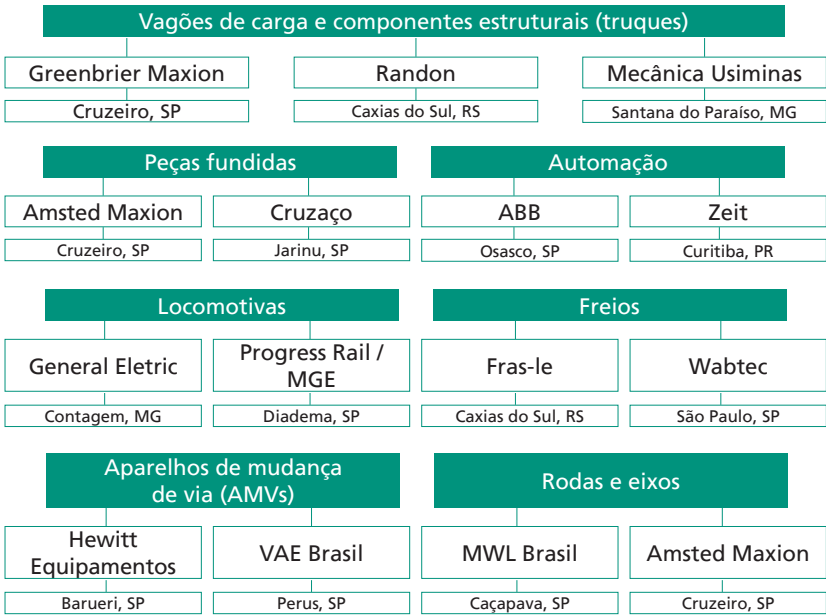 Vagões de carga e componentes estruturais (truques)
Greenbrier Maxion
Randon
Mecânica Usiminas
Cruzeiro, SP
Caxias do Sul, RS
Santana do Paraíso, MG
Peças fundidas
Automação
Amsted Maxion
Cruzaço
ABB
Zeit
Cruzeiro, SP
Jarinu, SP
Osasco, SP
Curitiba, PR
Locomotivas
Freios
General Eletric
Progress Rail /
MGE
Fras-le
Wabtec
Contagem, MG
Diadema, SP
Caxias do Sul, RS
São Paulo, SP
Aparelhos de mudança
de via (AMVs)
Rodas e eixos
Hewitt
Equipamentos
VAE Brasil
MWL Brasil
Amsted Maxion
Barueri, SP
Perus, SP
Caçapava, SP
Cruzeiro, SP